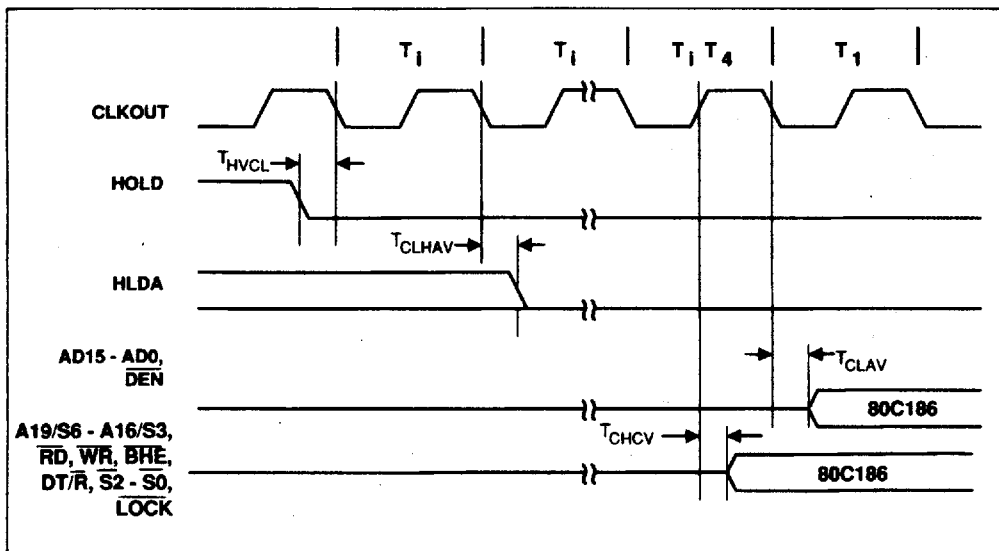 Ti Ti Ti T4 T1
CLKOUT
THVCL
HOLD
TCLHAV
HLDA
AD15 - AD0,
DEN
TCLAV
80C186
A19/S6 - A16/S3,
RD, WR, BHE,
DT/R, S2 - S0,
LOCK
TCHCV
80C186